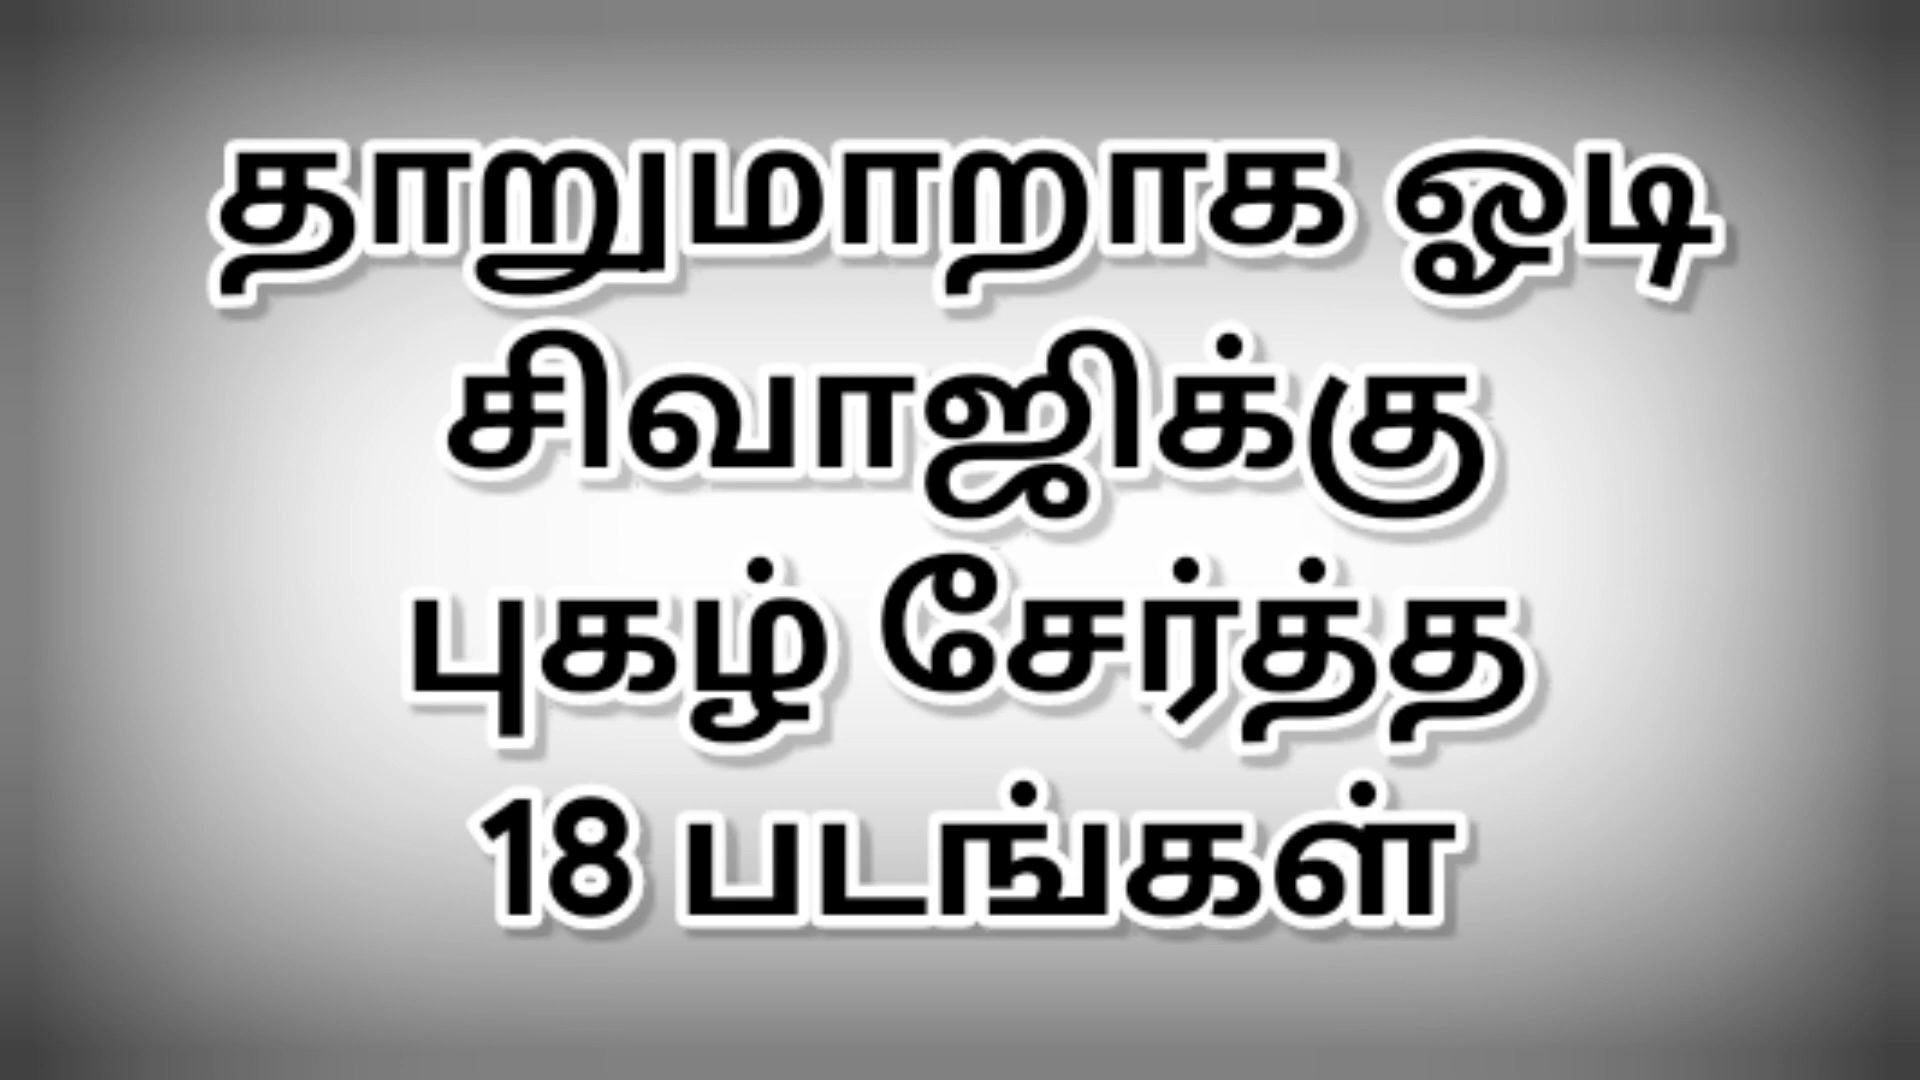 தாறுமாறாக ஓடி
சிவாஜிக்கு
புகழ் சேர்த்த
18 படங்கள்